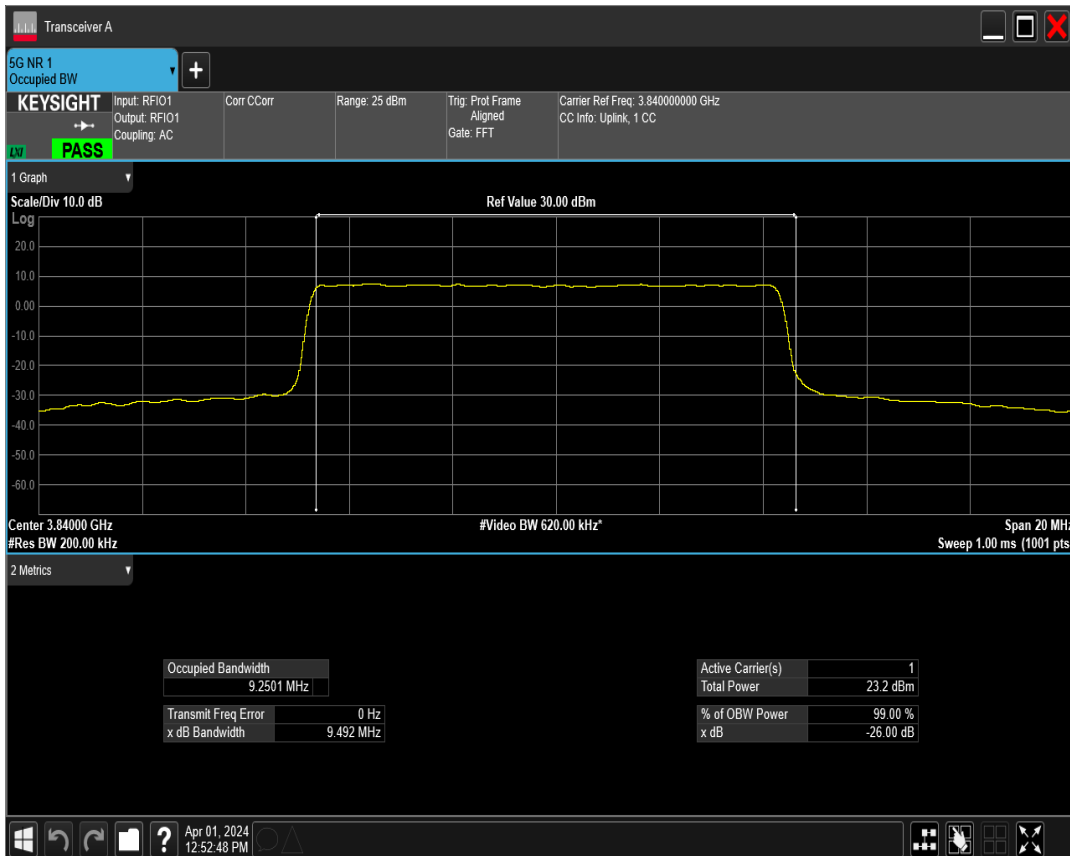 Transceiver A
5G NR 1
Occupied BW
+
KEYSIGHT
LXI
PASS
Input: RFIO1
Output: RFIO1
Coupling: AC
Corr CCorr
Range: 25 dBm
Trig: Prot Frame
Aligned
Gate: FFT
Carrier Ref Freq: 3.840000000 GHz
CC Info: Uplink, 1 CC
1 Graph
Scale/Div 10.0 dB
Ref Value 30.00 dBm
Log
20.0
10.0
0.00
-10.0
-20.0
-30.0
-40.0
-50.0
-60.0
Center 3.84000 GHz
#Video BW 620.00 kHz*
Span 20 MHz
#Res BW 200.00 kHz
Sweep 1.00 ms (1001 pts
2 Metrics
Occupied Bandwidth
9.2501 MHz
Transmit Freq Error 0 Hz
x dB Bandwidth 9.492 MHz
Active Carrier(s) 1
Total Power 23.2 dBm
% of OBW Power 99.00 %
x dB -26.00 dB
?
Apr 01, 2024
12:52:48 PM